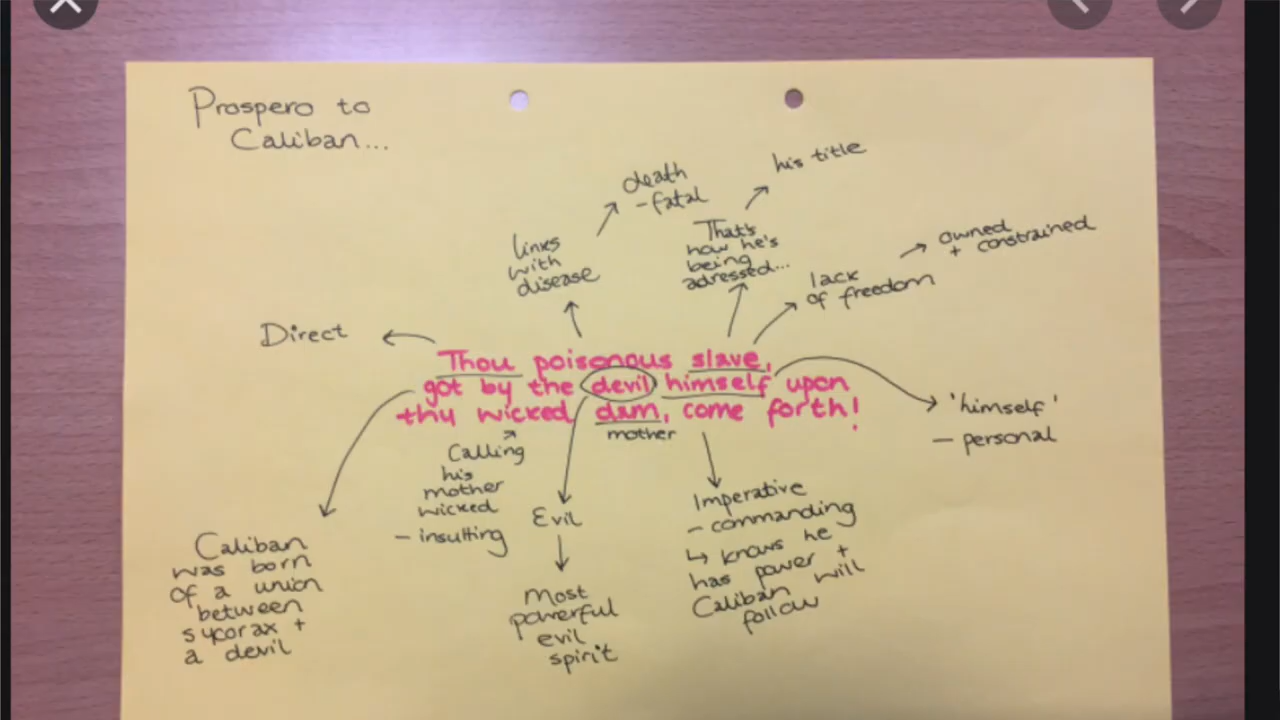 Prospero to
Caliban...
death
-fatal
his title
links
with
disease
That's
how he's
being
adressed...
lack
of freedom
owned
+ constrained
Direct
Thou poisonous slave,
got by the devil himself upon
thy wicked dam, come forth!
mother
'himself'
- personal
Calling
his
mother
wicked
- insulting
Evil
Most
powerful
evil
spirit
Imperative
- commanding
↳ knows he
has power +
Caliban will
follow
Caliban
was born
of a union
between
sycorax +
a devil